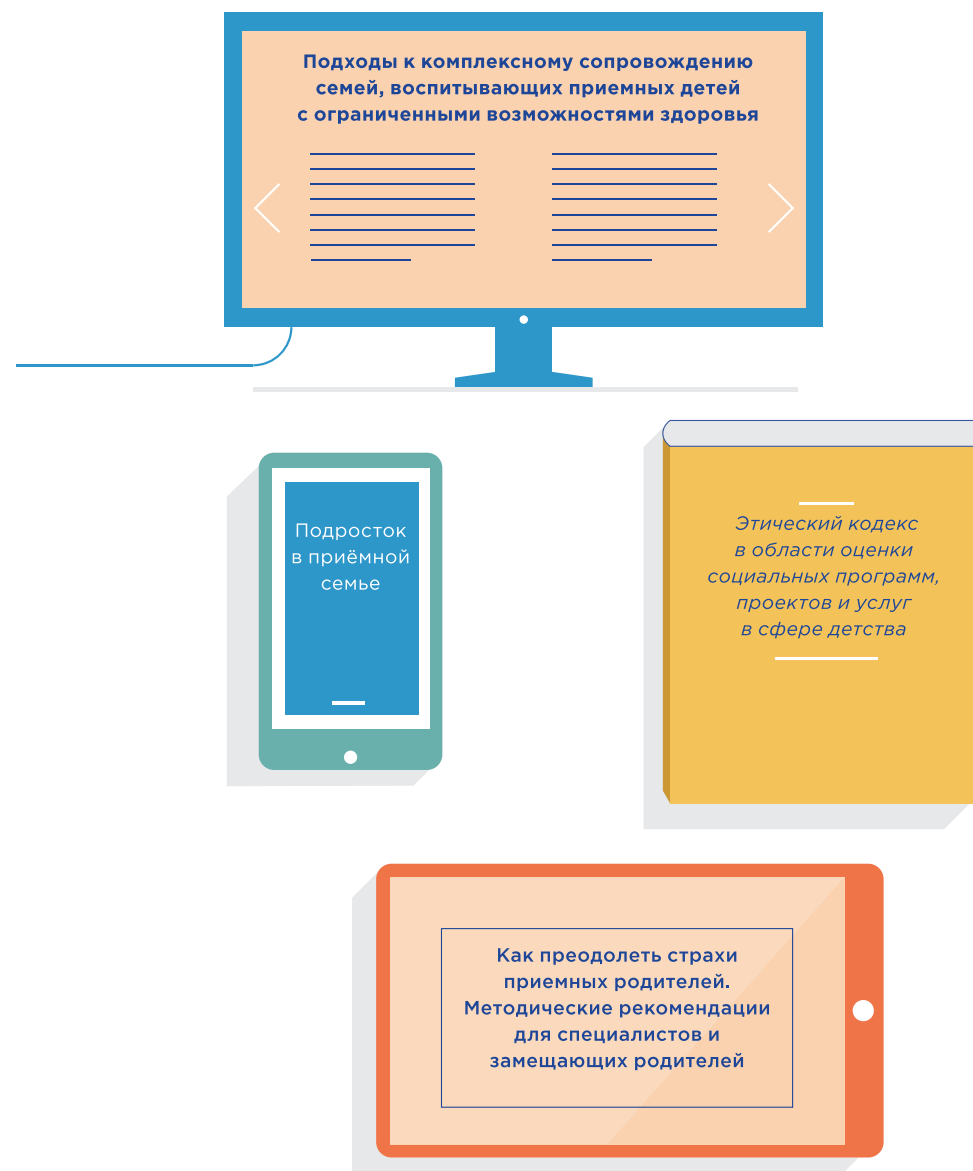 Подходы к комплексному сопровождению
семей, воспитывающих приемных детей
с ограниченными возможностями здоровья
Подросток
в приёмной
семье
Этический кодекс
в области оценки
социальных программ,
проектов и услуг
в сфере детства
Как преодолеть страхи
приемных родителей.
Методические рекомендации
для специалистов и
замещающих родителей